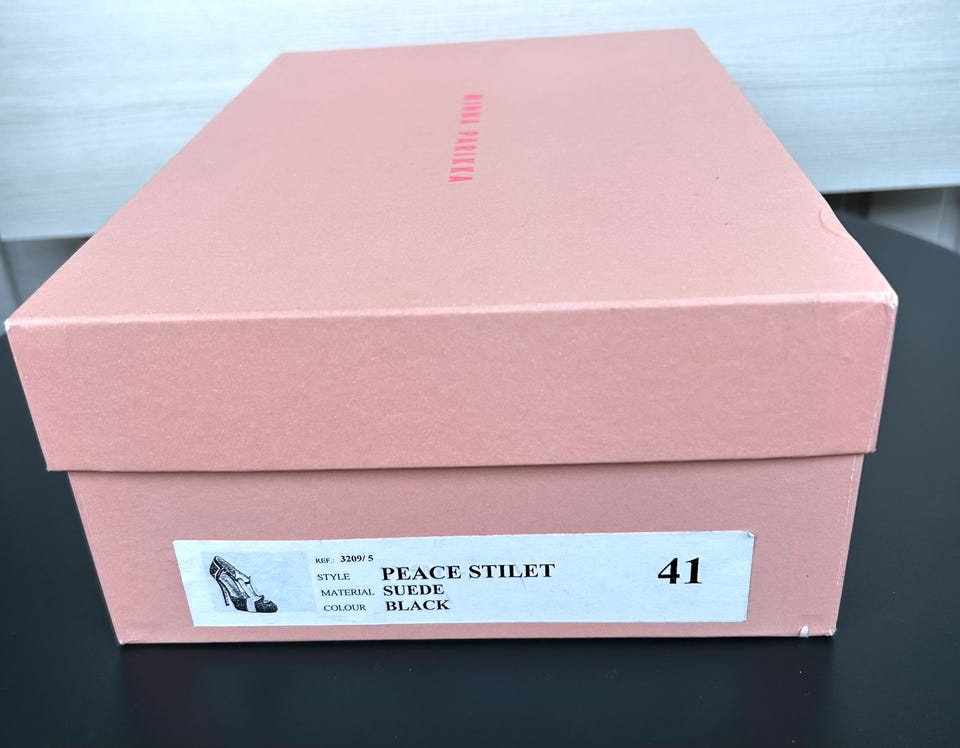 MINNA PARIKKA
REF.: 3209/ 5
STYLE PEACE STILET
MATERIAL SUEDE
COLOUR BLACK
41